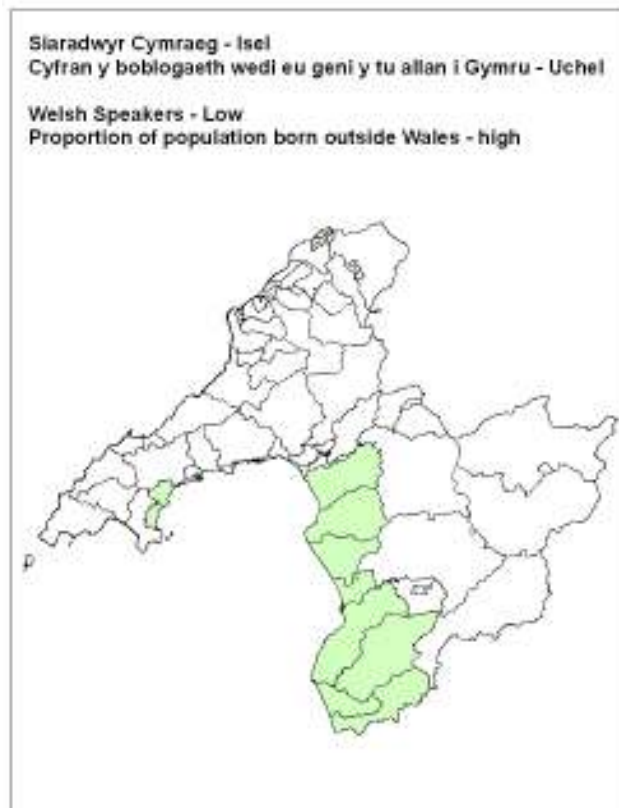 Siaradwyr Cymraeg - Isel
Cyfran y boblogaeth wedi eu geni y tu allan i Gymru - Uchel
Welsh Speakers - Low
Proportion of population born outside Wales - high